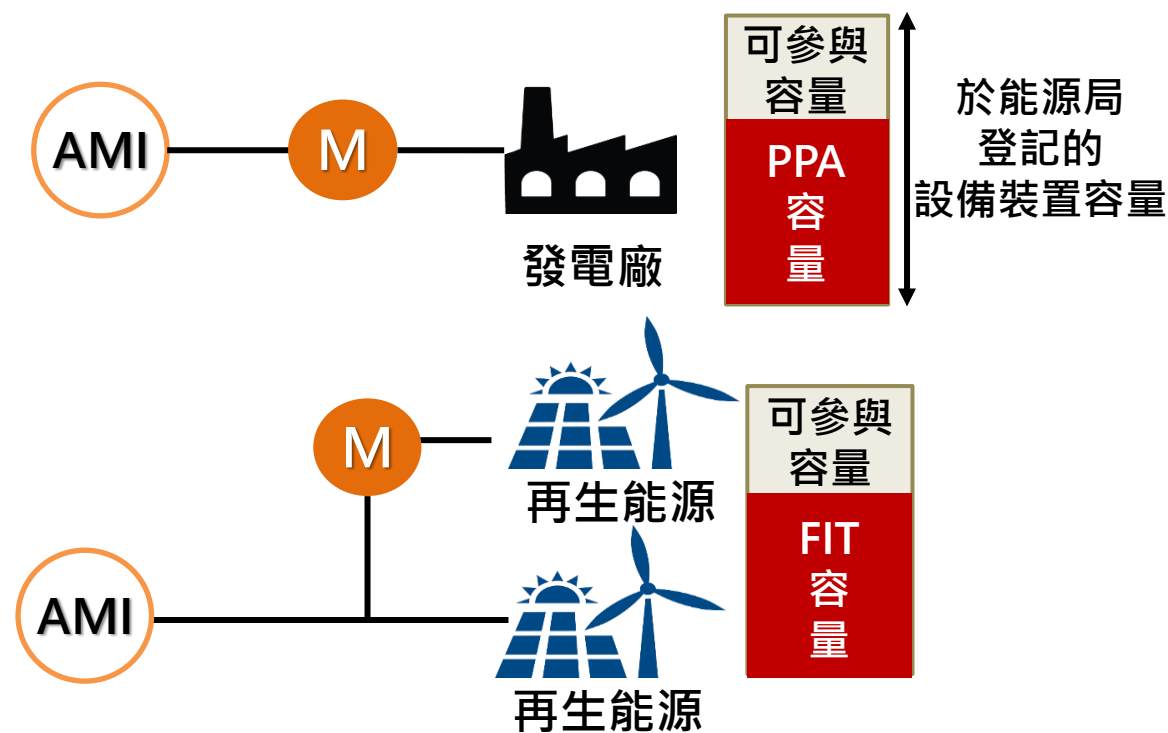 AMI
M
發電廠
可參與
容量
PPA
容
量
於能源局
登記的
設備裝置容量
M
再生能源
可參與
容量
FIT
容
量
AMI
再生能源